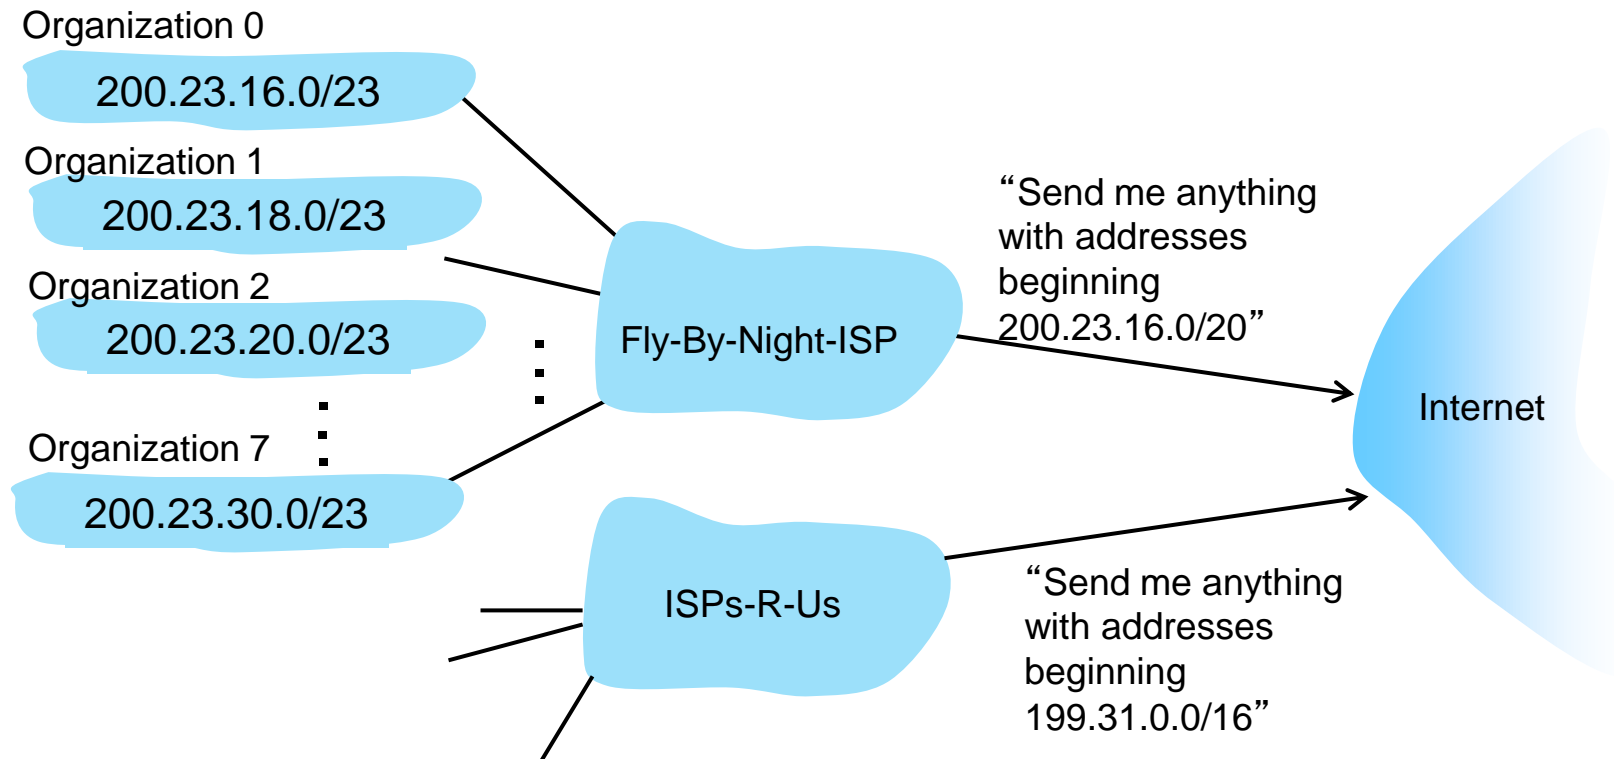 Organization 0
200.23.16.0/23
Organization 1
200.23.18.0/23
Organization 2
200.23.20.0/23
Organization 7
200.23.30.0/23
Fly-By-Night-ISP
“Send me anything
with addresses
beginning
200.23.16.0/20”
Internet
ISPs-R-Us
“Send me anything
with addresses
beginning
199.31.0.0/16”